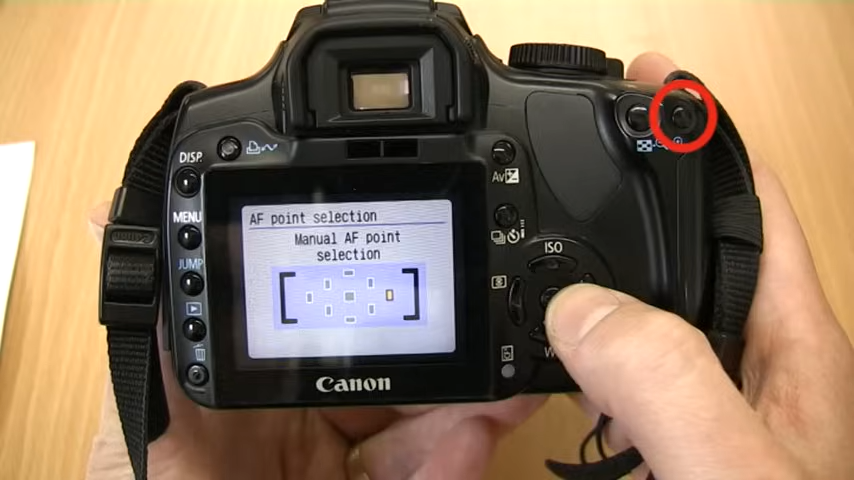 DISP.
MENU
JUMP
AF point selection
Manual AF point
selection
Canon
Av
ISO